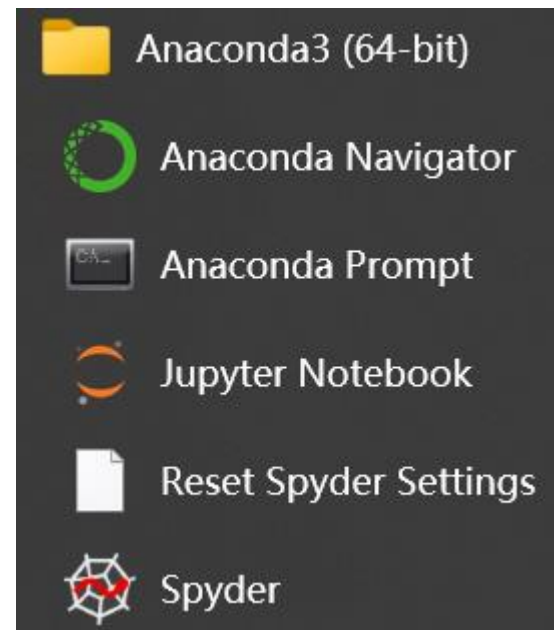 Anaconda3 (64-bit)
Anaconda Navigator
Anaconda Prompt
Jupyter Notebook
Reset Spyder Settings
Spyder